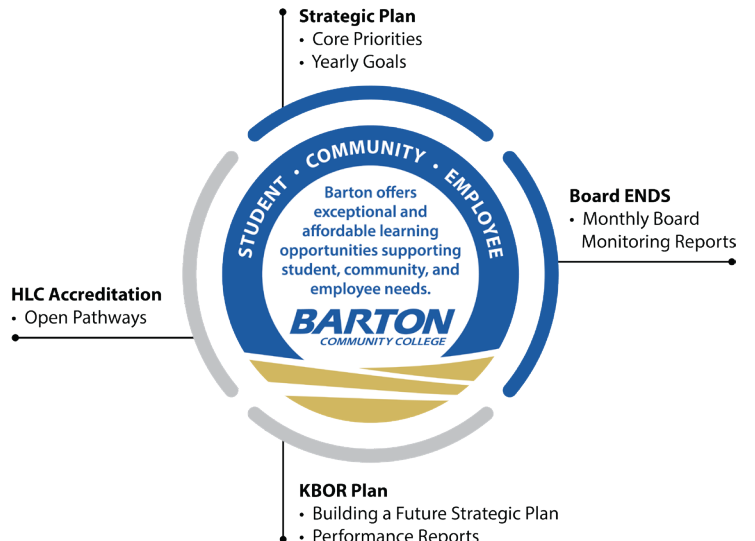 Strategic Plan
• Core Priorities
• Yearly Goals
STUDENT • COMMUNITY • EMPLOYEE
Barton offers
exceptional and
affordable learning
opportunities supporting
student, community, and
employee needs.
BARTON
COMMUNITY COLLEGE
Board ENDS
• Monthly Board
Monitoring Reports
HLC Accreditation
• Open Pathways
KBOR Plan
• Building a Future Strategic Plan
• Performance Reports